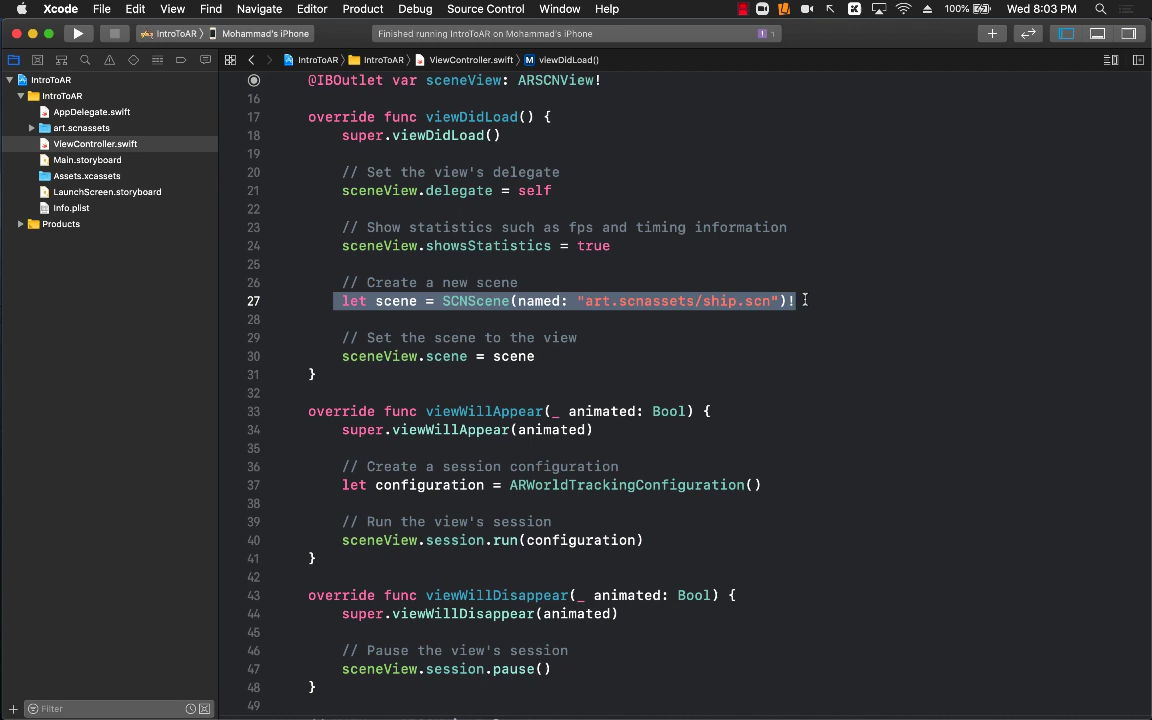 Xcode File Edit View Find Navigate Editor Product Debug Source Control Window Help 100% Wed 8:03 PM
IntroToAR Mohammad's iPhone Finished running IntroToAR on Mohammad's iPhone 1
IntroToAR IntroToAR ViewController.swift M viewDidLoad()
IntroToAR
IntroToAR
AppDelegate.swift
art.scnassets
ViewController.swift
Main.storyboard
Assets.xcassets
LaunchScreen.storyboard
Info.plist
Products
Filter
@IBOutlet var sceneView: ARSCNView!
16
17 override func viewDidLoad() {
18 super.viewDidLoad()
19
20 // Set the view's delegate
21 sceneView.delegate = self
22
23 // Show statistics such as fps and timing information
24 sceneView.showsStatistics = true
25
26 // Create a new scene
27 let scene = SCNScene(named: "art.scnassets/ship.scn")!
28
29 // Set the scene to the view
30 sceneView.scene = scene
31 }
32
33 override func viewWillAppear(_ animated: Bool) {
34 super.viewWillAppear(animated)
35
36 // Create a session configuration
37 let configuration = ARWorldTrackingConfiguration()
38
39 // Run the view's session
40 sceneView.session.run(configuration)
41 }
42
43 override func viewWillDisappear(_ animated: Bool) {
44 super.viewWillDisappear(animated)
45
46 // Pause the view's session
47 sceneView.session.pause()
48 }
49